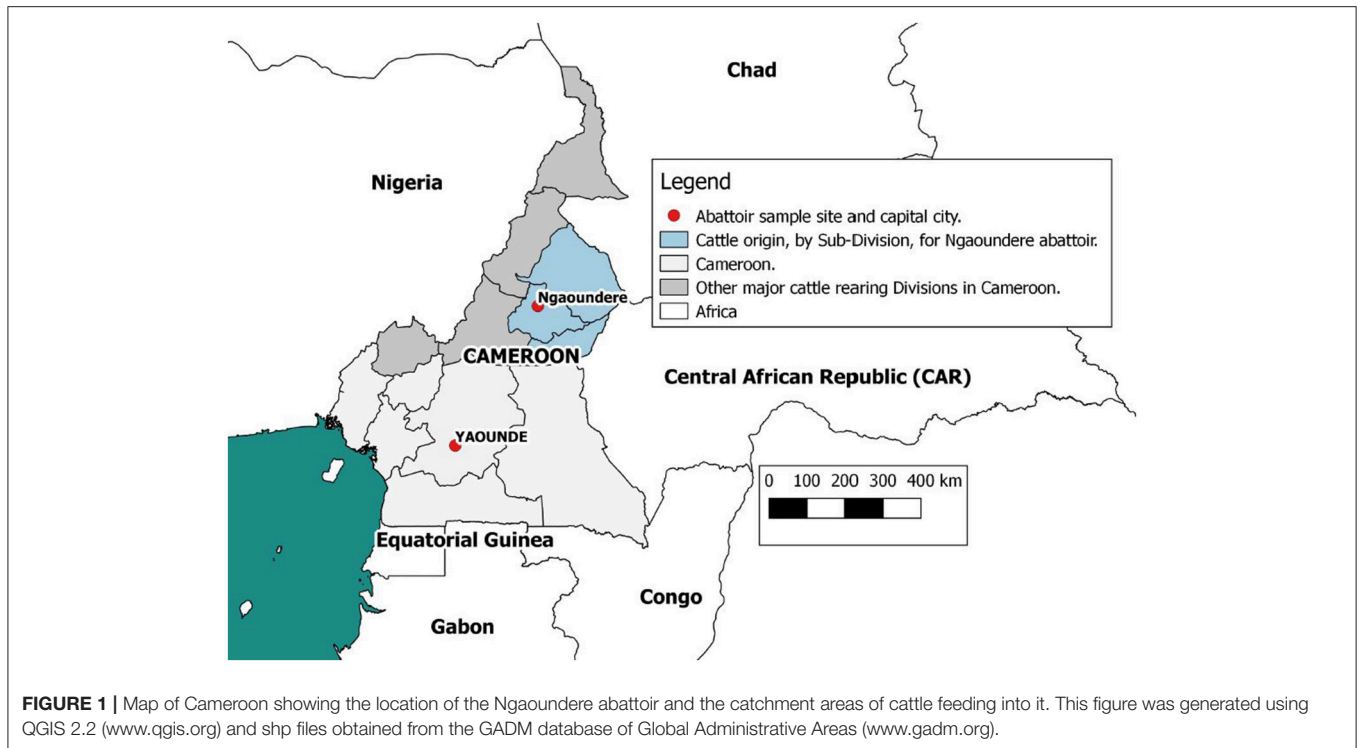 Chad
Nigeria
Legend
Abattoir sample site and capital city.
Cattle origin, by Sub-Division, for Ngaoundere abattoir.
Cameroon.
Other major cattle rearing Divisions in Cameroon.
Africa
Ngaoundere
CAMEROON
Central African Republic (CAR)
YAOUNDE
0 100 200 300 400 km
Equatorial Guinea
Congo
Gabon
FIGURE 1 | Map of Cameroon showing the location of the Ngaoundere abattoir and the catchment areas of cattle feeding into it. This figure was generated using
QGIS 2.2 (www.qgis.org) and shp files obtained from the GADM database of Global Administrative Areas (www.gadm.org).